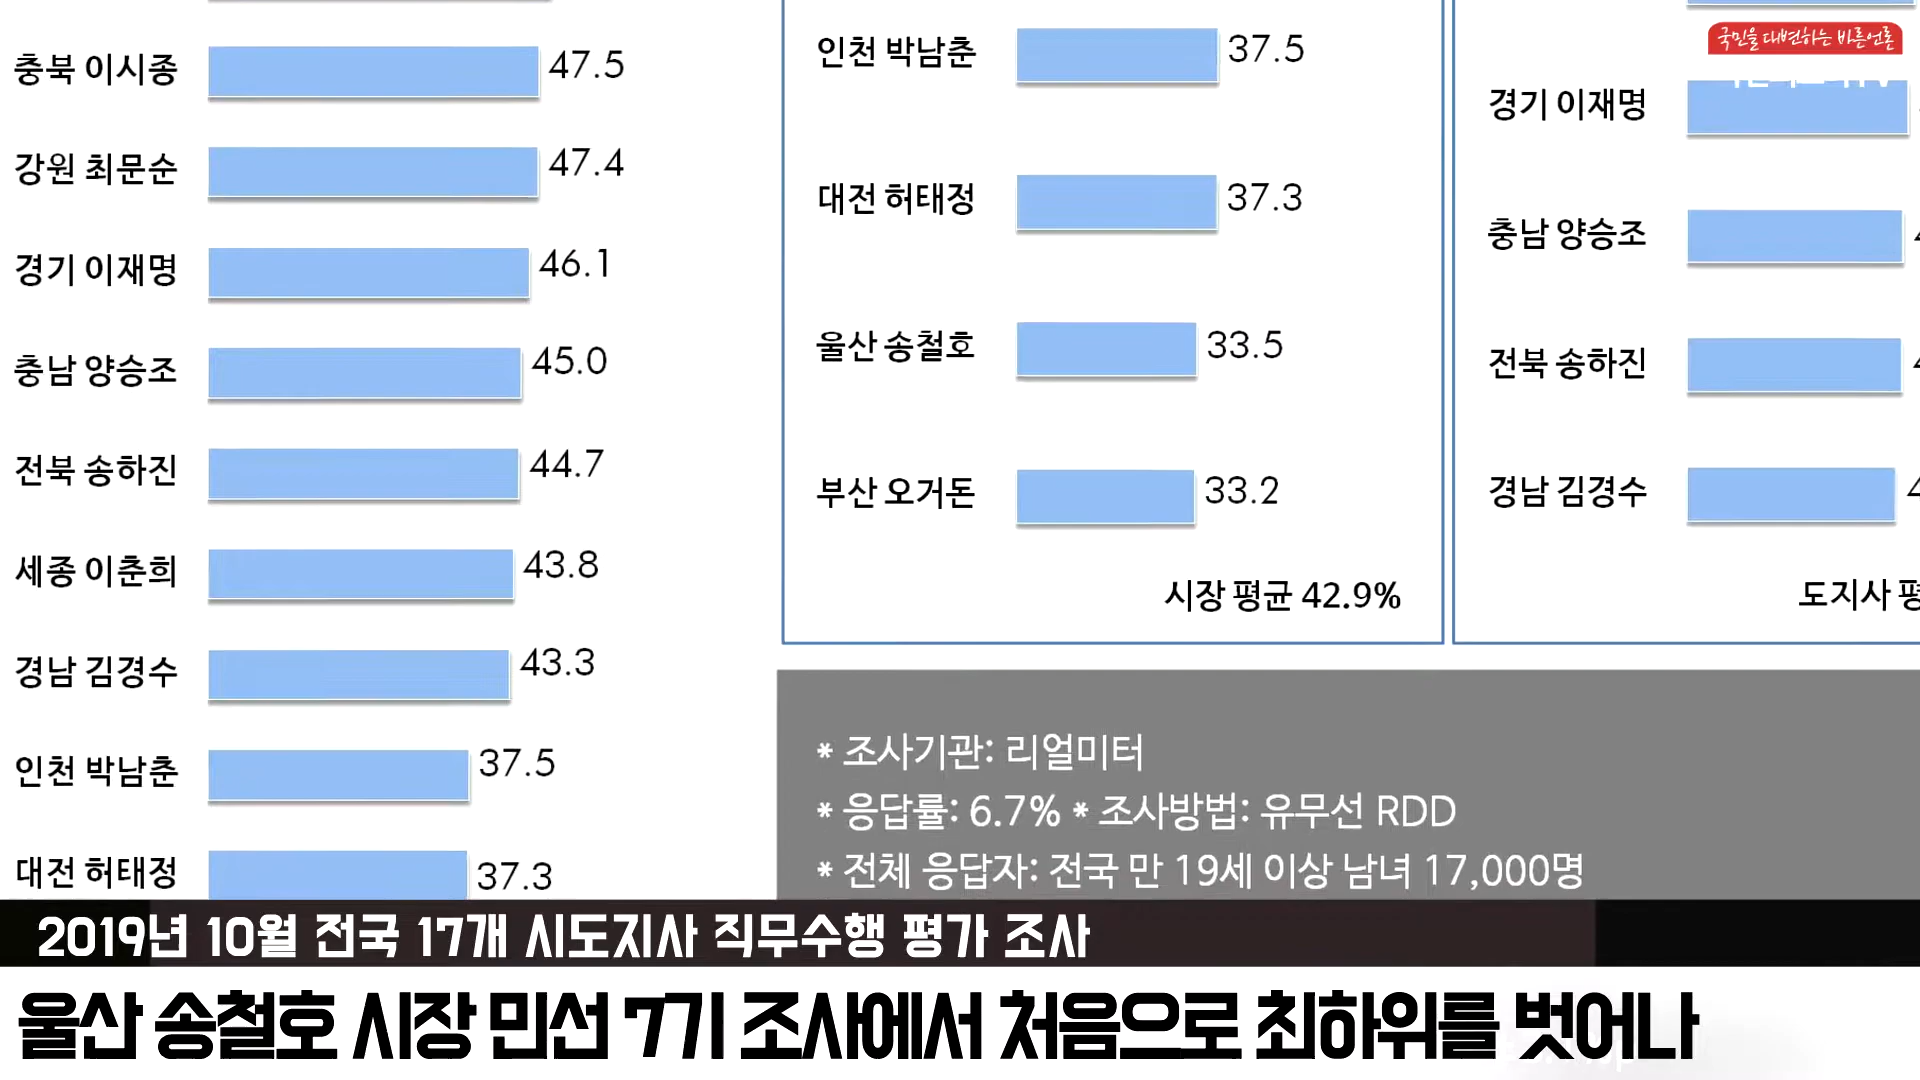 충북 이시종 47.5
강원 최문순 47.4
경기 이재명 46.1
충남 양승조 45.0
전북 송하진 44.7
세종 이춘희 43.8
경남 김경수 43.3
인천 박남춘 37.5
대전 허태정 37.3
인천 박남춘 37.5
대전 허태정 37.3
울산 송철호 33.5
부산 오거돈 33.2
시장 평균 42.9%
국민을 대변하는 바른언론
경기 이재명
충남 양승조
전북 송하진
경남 김경수
도지사
* 조사기관: 리얼미터
* 응답률: 6.7% * 조사방법: 유무선 RDD
* 전체 응답자: 전국 만 19세 이상 남녀 17,000명
2019년 10월 전국 17개 시도지사 직무수행 평가 조사
울산 송철호 시장 민선 7기 조사에서 처음으로 최하위를 벗어나